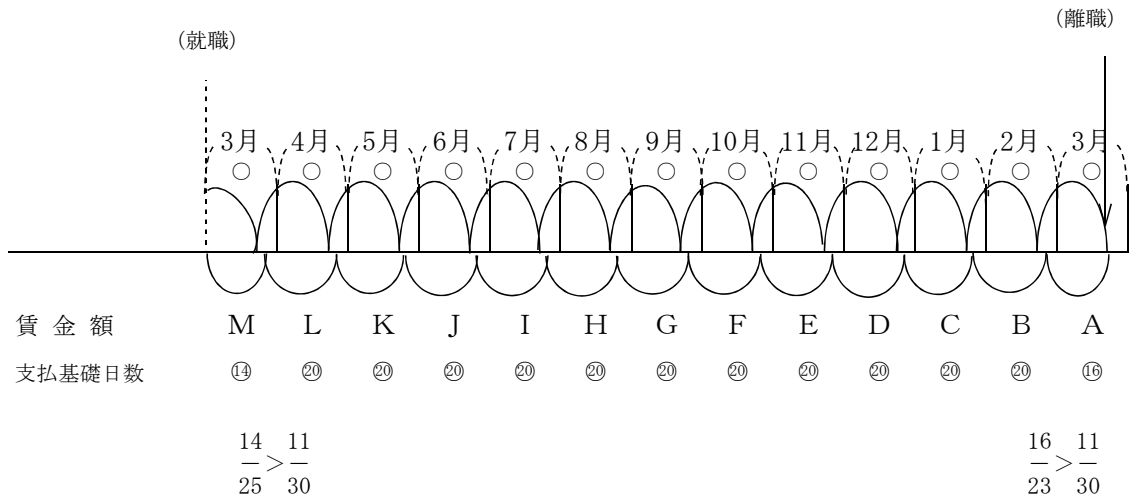 (離職)
(就職)
3月 4月 5月 6月 7月 8月 9月 10月 11月 12月 1月 2月 3月
○ ○ ○ ○ ○ ○ ○ ○ ○ ○ ○ ○ ○
賃金額 M L K J I H G F E D C B A
支払基礎日数 ⑭ ⑳ ⑳ ⑳ ⑳ ⑳ ⑳ ⑳ ⑳ ⑳ ⑳ ⑳ ⑯
14/25 > 11/30 16/23 > 11/30